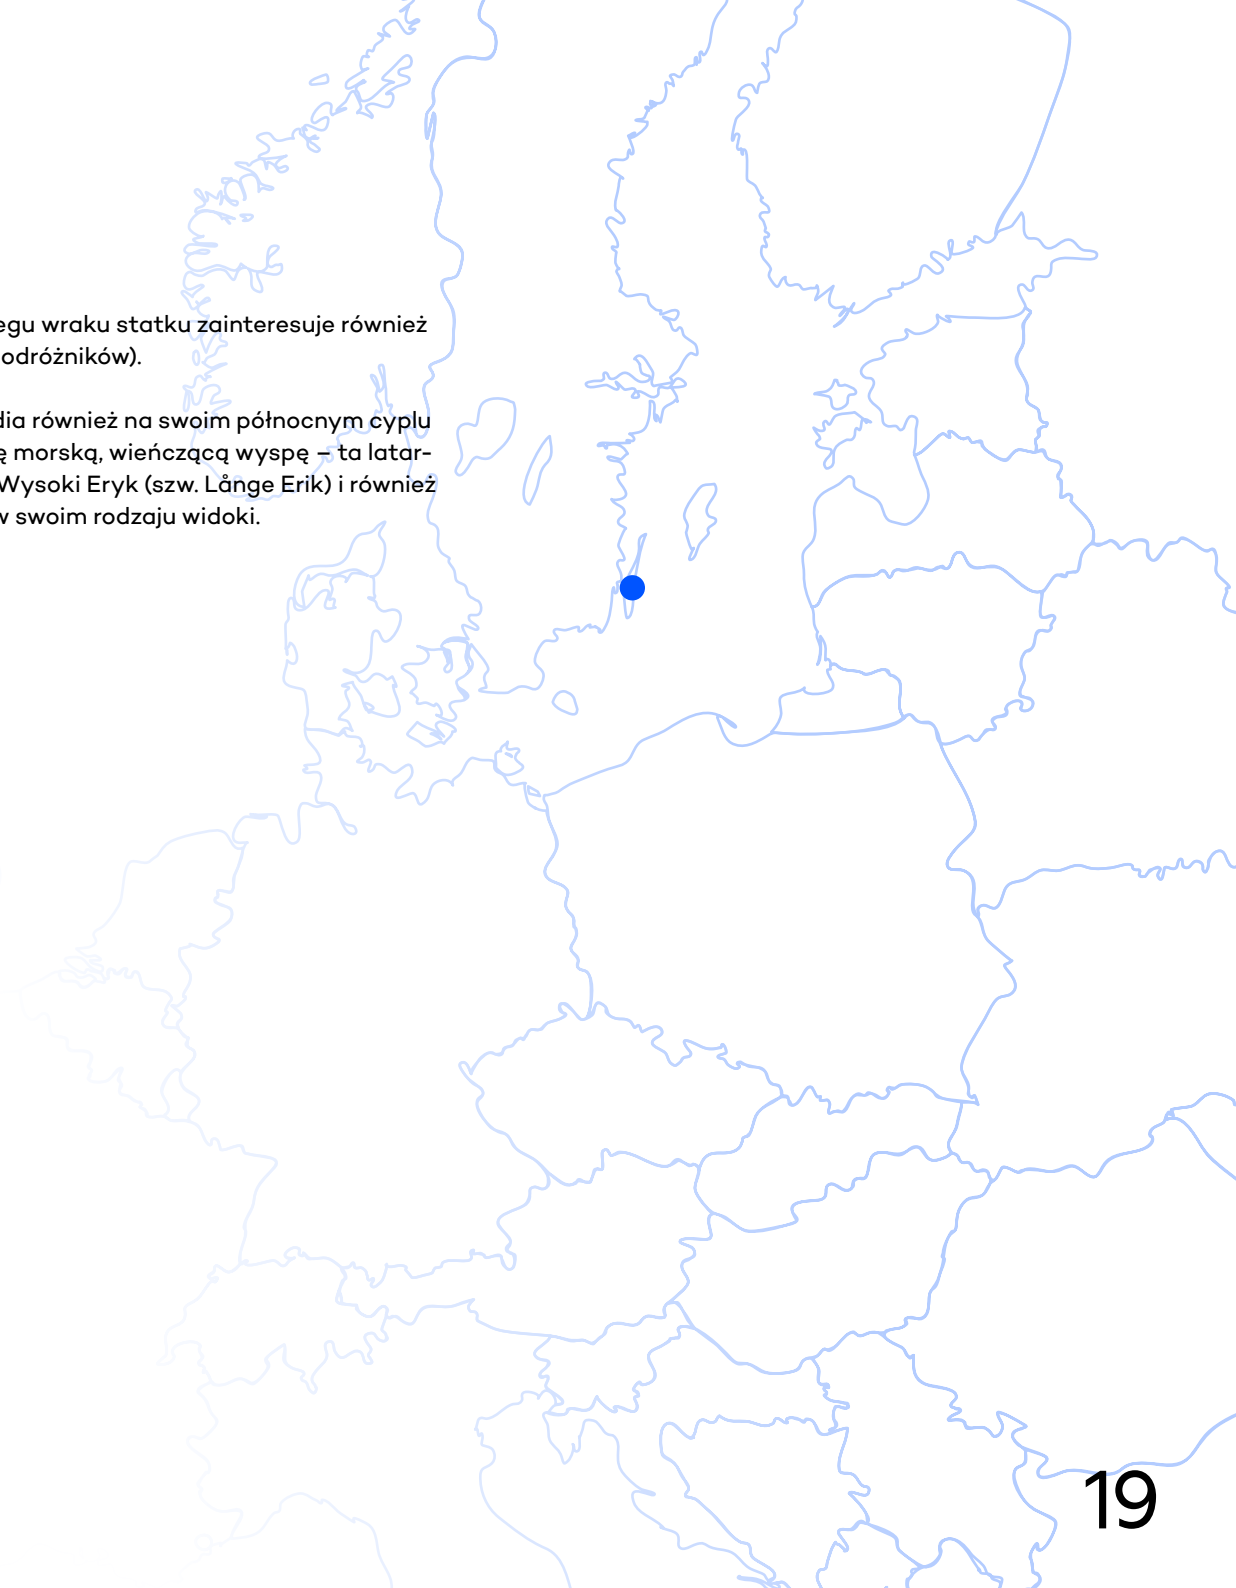 egu wraku statku zainteresuje również
odróżników).
dia również na swoim północnym cyplu
ę morską, wieńczącą wyspę – ta latar-
Wysoki Eryk (szw. Långe Erik) i również
w swoim rodzaju widoki.
19